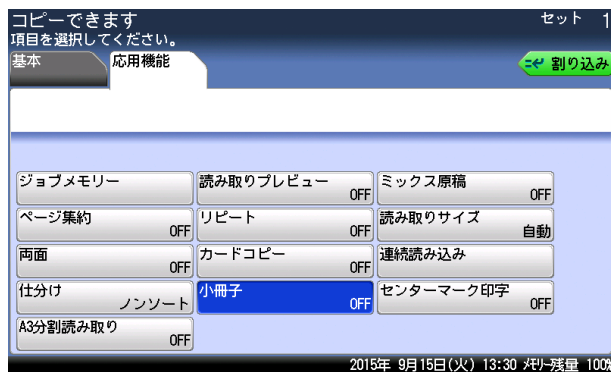 コピーできます
セット 1
項目を選択してください。
基本
応用機能
割り込み
ジョブメモリー
読み取りプレビュー OFF
ミックス原稿 OFF
ページ集約 OFF
リピート OFF
読み取りサイズ 自動
両面 OFF
カードコピー OFF
連続読み込み
仕分け ノンソート
小冊子 OFF
センターマーク印字 OFF
A3分割読み取り OFF
2015年 9月15日(火) 13:30 メモリー残量 100%